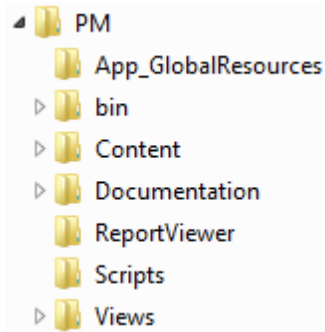 PM
App_GlobalResources
bin
Content
Documentation
ReportViewer
Scripts
Views